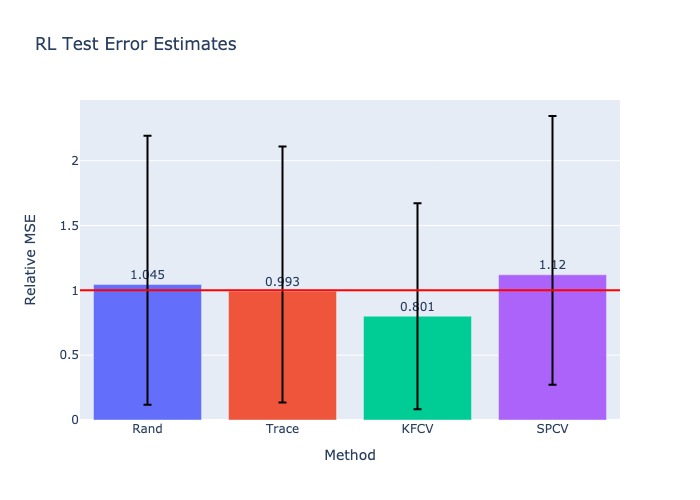 RL Test Error Estimates
Relative MSE
2
1.5
1
0.5
0
1.045
0.993
0.801
1.12
Rand
Trace
KFCV
SPCV
Method